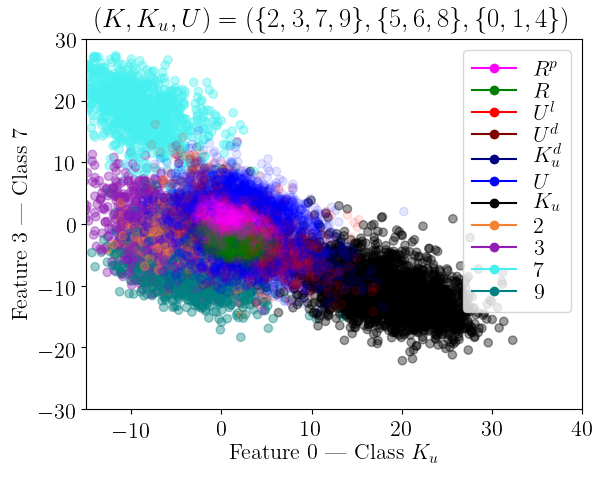 (K, K_u, U) = ({2, 3, 7, 9}, {5, 6, 8}, {0, 1, 4})
30
20
10
0
−10
−20
−30
Feature 3 — Class 7
R^p
R
U^l
U^d
K_u^d
U
K_u
2
3
7
9
−10
0
10
20
30
40
Feature 0 — Class K_u